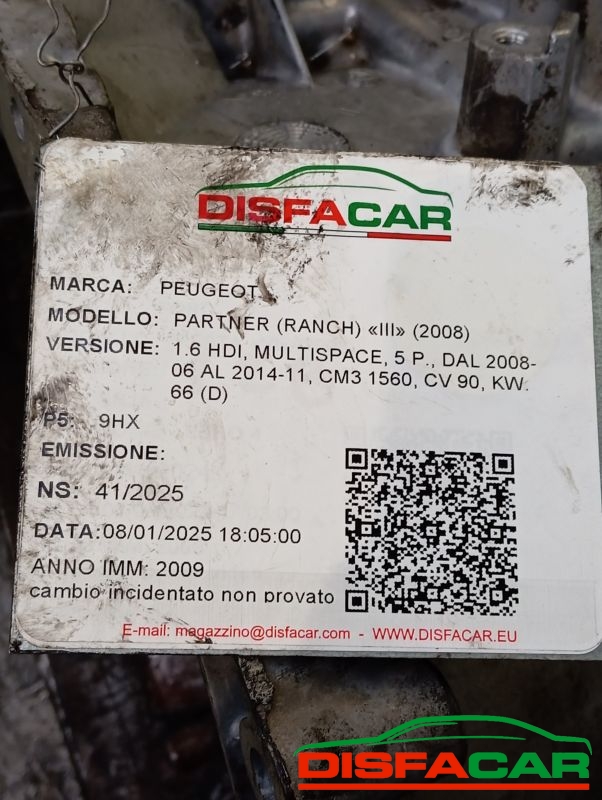 DISFACAR
MARCA: PEUGEOT
MODELLO: PARTNER (RANCH) «III» (2008)
VERSIONE: 1.6 HDI, MULTISPACE, 5 P., DAL 2008-
06 AL 2014-11, CM3 1560, CV 90, KW.
66 (D)
P5: 9HX
EMISSIONE:
NS: 41/2025
DATA:08/01/2025 18:05:00
ANNO IMM: 2009
cambio incidentato non provato
E-mail: magazzino@disfacar.com - WWW.DISFACAR.EU
DISFACAR